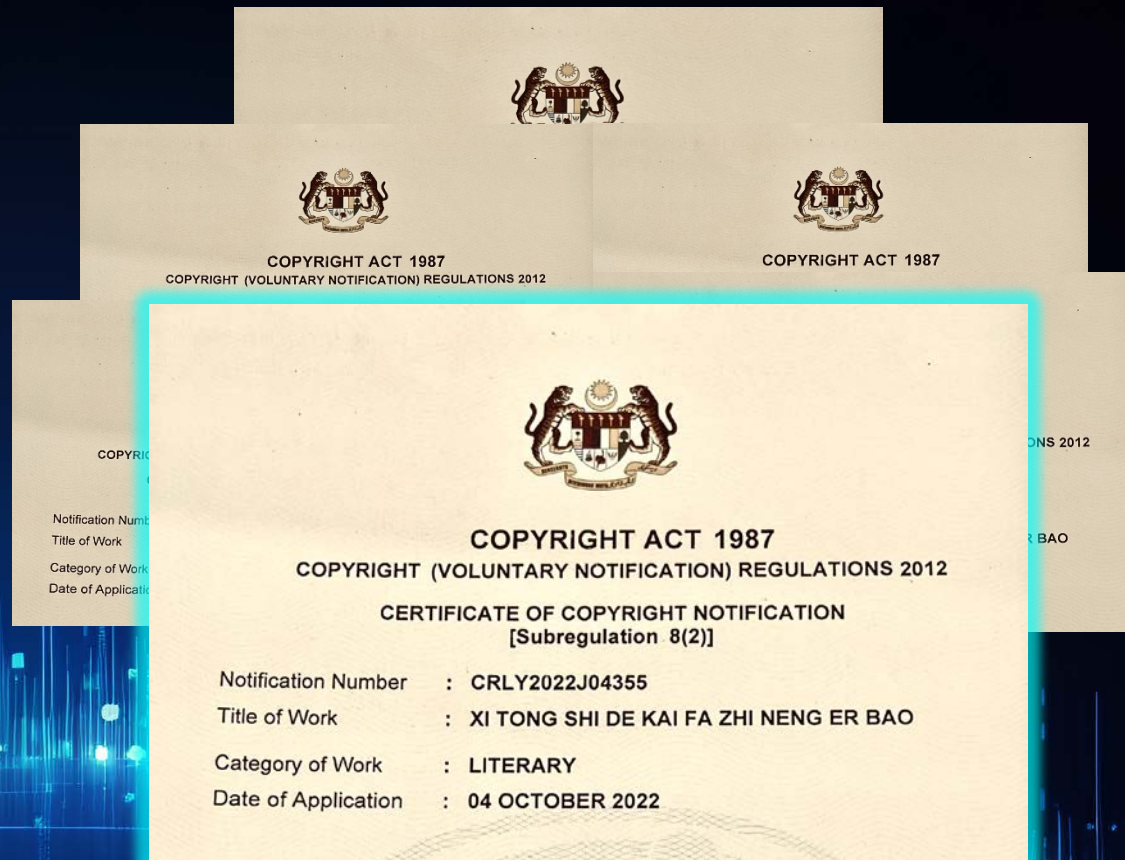 COPYRIGHT ACT 1987
COPYRIGHT (VOLUNTARY NOTIFICATION) REGULATIONS 2012
COPYRIGHT ACT 1987
Notification
Title of Work
Category of Work
Date of
NS 2012
BAO
COPYRIGHT ACT 1987
COPYRIGHT (VOLUNTARY NOTIFICATION) REGULATIONS 2012
CERTIFICATE OF COPYRIGHT NOTIFICATION
[Subregulation 8(2)]
Notification Number : CRLY2022J04355
Title of Work : XI TONG SHI DE KAI FA ZHI NENG ER BAO
Category of Work : LITERARY
Date of Application : 04 OCTOBER 2022